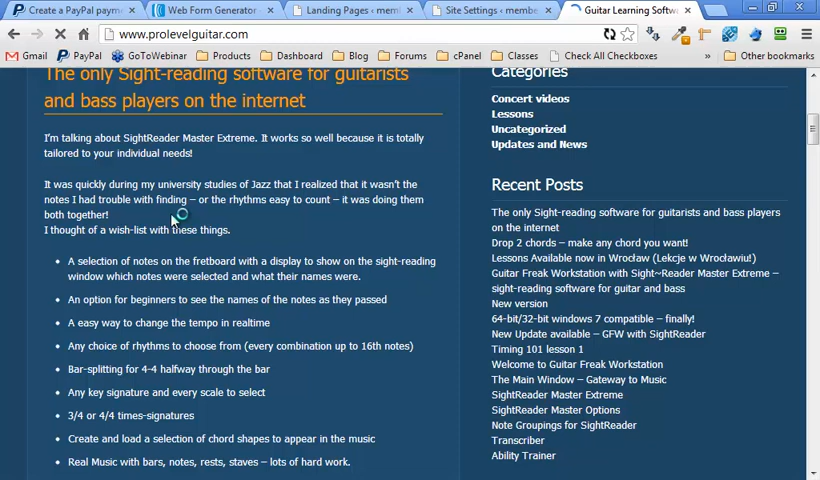 Create a PayPal paym
Web Form Generator -
Landing Pages ‹ mem
Site Settings ‹ membe
Guitar Learning Softwa
www.prolevelguitar.com
Gmail PayPal GoToWebinar Products Dashboard Blog Forums cPanel Classes Check All Checkboxes » Other bookmarks
The only Sight-reading software for guitarists
and bass players on the internet
I'm talking about SightReader Master Extreme. It works so well because it is totally
tailored to your individual needs!
It was quickly during my university studies of Jazz that I realized that it wasn't the
notes I had trouble with finding – or the rhythms easy to count – it was doing them
both together!
I thought of a wish-list with these things.
• A selection of notes on the fretboard with a display to show on the sight-reading
window which notes were selected and what their names were.
• An option for beginners to see the names of the notes as they passed
• A easy way to change the tempo in realtime
• Any choice of rhythms to choose from (every combination up to 16th notes)
• Bar-splitting for 4-4 halfway through the bar
• Any key signature and every scale to select
• 3/4 or 4/4 times-signatures
• Create and load a selection of chord shapes to appear in the music
• Real Music with bars, notes, rests, staves – lots of hard work.
Categories
Concert videos
Lessons
Uncategorized
Updates and News
Recent Posts
The only Sight-reading software for guitarists and bass players
on the internet
Drop 2 chords – make any chord you want!
Lessons Available now in Wrocław (Lekcje w Wrocławiu!)
Guitar Freak Workstation with Sight~Reader Master Extreme –
sight-reading software for guitar and bass
New version
64-bit/32-bit windows 7 compatible – finally!
New Update available – GFW with SightReader
Timing 101 lesson 1
Welcome to Guitar Freak Workstation
The Main Window – Gateway to Music
SightReader Master Extreme
SightReader Master Options
Note Groupings for SightReader
Transcriber
Ability Trainer